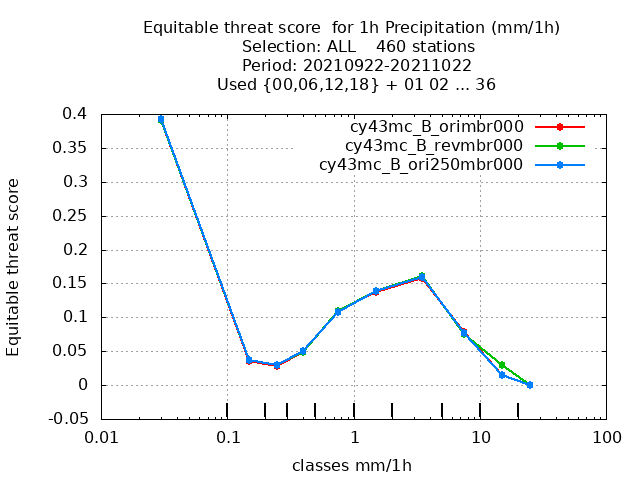 Equitable threat score  for 1h Precipitation (mm/1h)
Selection: ALL    460 stations
Period: 20210922-20211022
Used {00,06,12,18} + 01 02 ... 36
cy43mc_B_orimbr000
cy43mc_B_revmbr000
cy43mc_B_ori250mbr000
Equitable threat score
0.4
0.35
0.3
0.25
0.2
0.15
0.1
0.05
0
-0.05
0.01 0.1 1 10 100
classes mm/1h